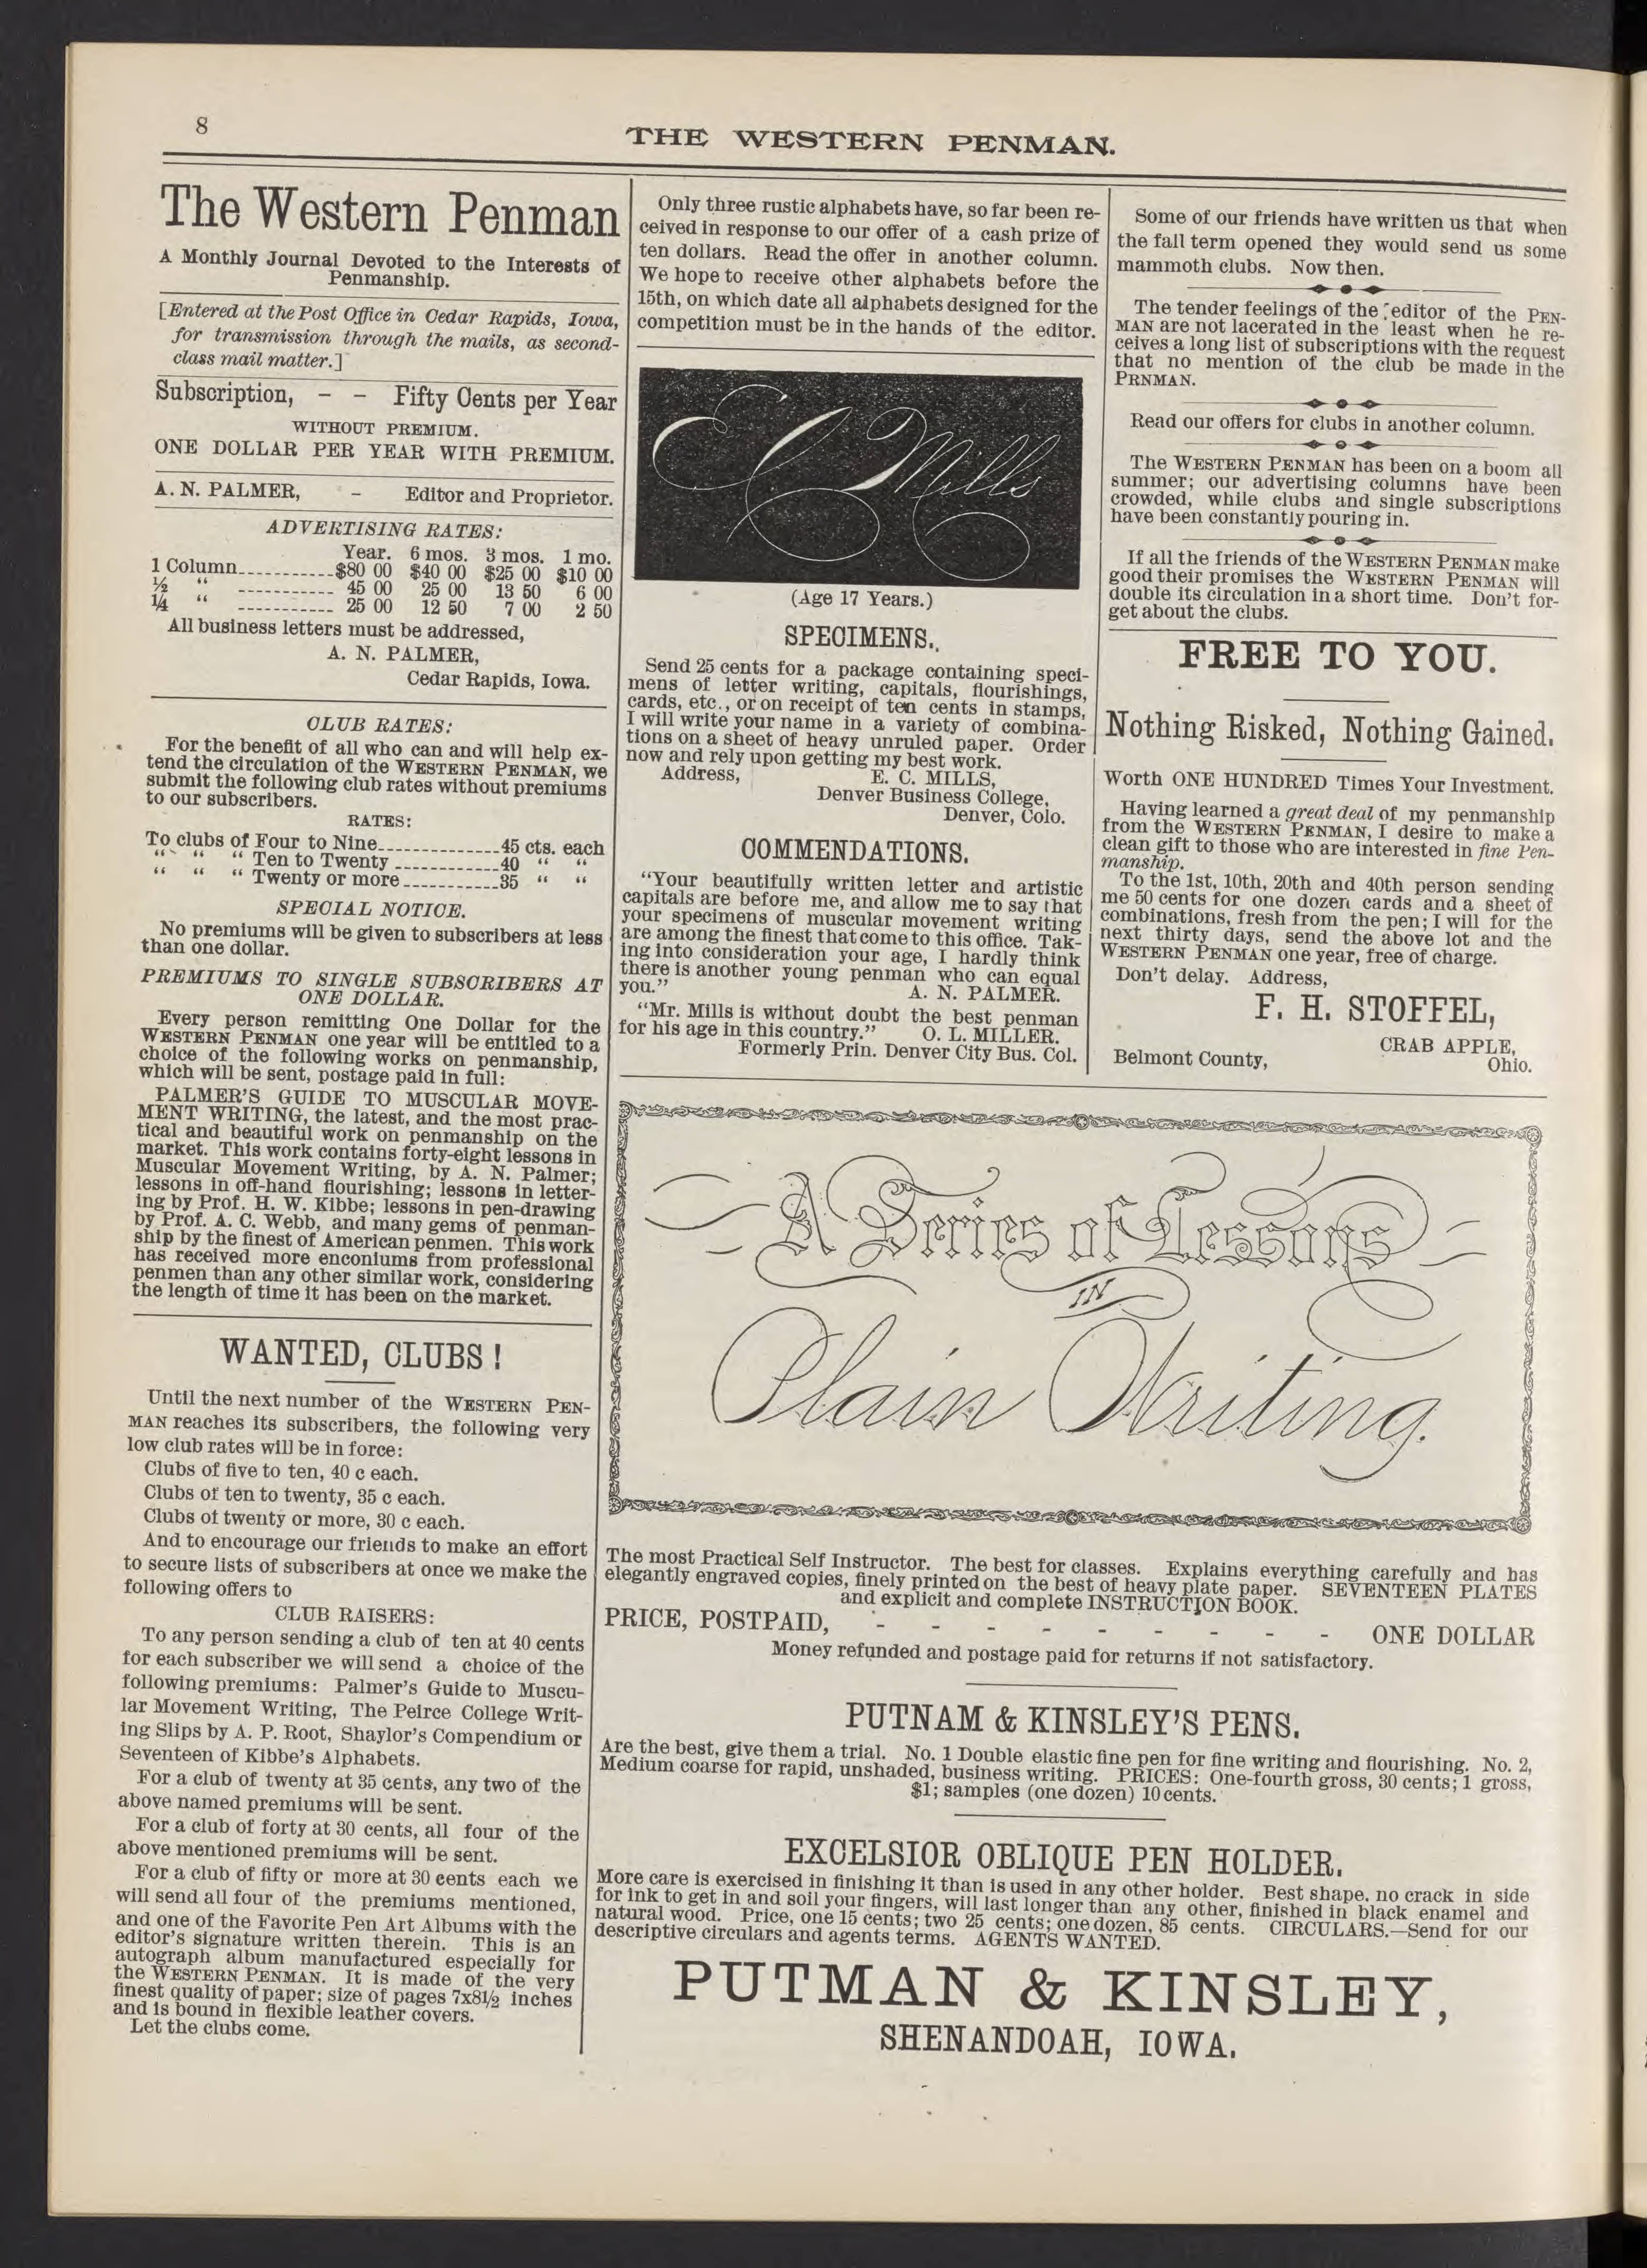 8
THE WESTERN PENMAN.
The Western Penman
A Monthly Journal Devoted to the Interests of
Penmanship.
[Entered at the Post Office in Cedar Rapids, Iowa,
for transmission through the mails, as second-
class mail matter.]
Subscription, - - Fifty Cents per Year
WITHOUT PREMIUM.
ONE DOLLAR PER YEAR WITH PREMIUM.
A. N. PALMER, - Editor and Proprietor.
ADVERTISING RATES:
Year. 6 mos. 3 mos. 1 mo.
1 Column-----------$80 00 $40 00 $25 00 $10 00
½ “ ----------- 45 00 25 00 13 50 6 00
¼ “ ----------- 25 00 12 50 7 00 2 50
All business letters must be addressed,
A. N. PALMER,
Cedar Rapids, Iowa.
CLUB RATES:
For the benefit of all who can and will help ex-
tend the circulation of the WESTERN PENMAN, we
submit the following club rates without premiums
to our subscribers.
RATES:
To clubs of Four to Nine--------------45 cts. each
“ “ “ Ten to Twenty ------------40 “ “
“ “ “ Twenty or more -----------35 “ “
SPECIAL NOTICE.
No premiums will be given to subscribers at less
than one dollar.
PREMIUMS TO SINGLE SUBSCRIBERS AT
ONE DOLLAR.
Every person remitting One Dollar for the
WESTERN PENMAN one year will be entitled to a
choice of the following works on penmanship,
which will be sent, postage paid in full:
PALMER'S GUIDE TO MUSCULAR MOVE-
MENT WRITING, the latest, and the most prac-
tical and beautiful work on penmanship on the
market. This work contains forty-eight lessons in
Muscular Movement Writing, by A. N. Palmer;
lessons in off-hand flourishing; lessons in letter-
ing by Prof. H. W. Kibbe; lessons in pen-drawing
by Prof. A. C. Webb, and many gems of penman-
ship by the finest of American penmen. This work
has received more enconiums from professional
penmen than any other similar work, considering
the length of time it has been on the market.
WANTED, CLUBS !
Until the next number of the WESTERN PEN-
MAN reaches its subscribers, the following very
low club rates will be in force:
Clubs of five to ten, 40 c each.
Clubs of ten to twenty, 35 c each.
Clubs of twenty or more, 30 c each.
And to encourage our friends to make an effort
to secure lists of subscribers at once we make the
following offers to
CLUB RAISERS:
To any person sending a club of ten at 40 cents
for each subscriber we will send a choice of the
following premiums: Palmer's Guide to Muscu-
lar Movement Writing, The Peirce College Writ-
ing Slips by A. P. Root, Shaylor's Compendium or
Seventeen of Kibbe's Alphabets.
For a club of twenty at 35 cents, any two of the
above named premiums will be sent.
For a club of forty at 30 cents, all four of the
above mentioned premiums will be sent.
For a club of fifty or more at 30 cents each we
will send all four of the premiums mentioned,
and one of the Favorite Pen Art Albums with the
editor's signature written therein. This is an
autograph album manufactured especially for
the WESTERN PENMAN. It is made of the very
finest quality of paper; size of pages 7x8½ inches
and is bound in flexible leather covers.
Let the clubs come.
Only three rustic alphabets have, so far been re-
ceived in response to our offer of a cash prize of
ten dollars. Read the offer in another column.
We hope to receive other alphabets before the
15th, on which date all alphabets designed for the
competition must be in the hands of the editor.
E C Mills
(Age 17 Years.)
SPECIMENS.
Send 25 cents for a package containing speci-
mens of letter writing, capitals, flourishings,
cards, etc., or on receipt of ten cents in stamps,
I will write your name in a variety of combina-
tions on a sheet of heavy unruled paper. Order
now and rely upon getting my best work.
Address, E. C. MILLS,
Denver Business College,
Denver, Colo.
COMMENDATIONS.
“Your beautifully written letter and artistic
capitals are before me, and allow me to say that
your specimens of muscular movement writing
are among the finest that come to this office. Tak-
ing into consideration your age, I hardly think
there is another young penman who can equal
you.” A. N. PALMER.
“Mr. Mills is without doubt the best penman
for his age in this country.” O. L. MILLER.
Formerly Prin. Denver City Bus. Col.
Some of our friends have written us that when
the fall term opened they would send us some
mammoth clubs. Now then.
The tender feelings of the editor of the PEN-
MAN are not lacerated in the least when he re-
ceives a long list of subscriptions with the request
that no mention of the club be made in the
PRNMAN.
Read our offers for clubs in another column.
The WESTERN PENMAN has been on a boom all
summer; our advertising columns have been
crowded, while clubs and single subscriptions
have been constantly pouring in.
If all the friends of the WESTERN PENMAN make
good their promises the WESTERN PENMAN will
double its circulation in a short time. Don't for-
get about the clubs.
FREE TO YOU.
Nothing Risked, Nothing Gained.
Worth ONE HUNDRED Times Your Investment.
Having learned a great deal of my penmanship
from the WESTERN PENMAN, I desire to make a
clean gift to those who are interested in fine Pen-
manship.
To the 1st, 10th, 20th and 40th person sending
me 50 cents for one dozen cards and a sheet of
combinations, fresh from the pen; I will for the
next thirty days, send the above lot and the
WESTERN PENMAN one year, free of charge.
Don't delay. Address,
F. H. STOFFEL,
CRAB APPLE,
Belmont County, Ohio.
A Series of Lessons
IN
Plain Writing.
The most Practical Self Instructor. The best for classes. Explains everything carefully and has
elegantly engraved copies, finely printed on the best of heavy plate paper. SEVENTEEN PLATES
and explicit and complete INSTRUCTION BOOK.
PRICE, POSTPAID, - - - - - - - - - ONE DOLLAR
Money refunded and postage paid for returns if not satisfactory.
PUTNAM & KINSLEY'S PENS.
Are the best, give them a trial. No. 1 Double elastic fine pen for fine writing and flourishing. No. 2,
Medium coarse for rapid, unshaded, business writing. PRICES: One-fourth gross, 30 cents; 1 gross,
$1; samples (one dozen) 10 cents.
EXCELSIOR OBLIQUE PEN HOLDER.
More care is exercised in finishing it than is used in any other holder. Best shape, no crack in side
for ink to get in and soil your fingers, will last longer than any other, finished in black enamel and
natural wood. Price, one 15 cents; two 25 cents; one dozen, 85 cents. CIRCULARS.—Send for our
descriptive circulars and agents terms. AGENTS WANTED.
PUTMAN & KINSLEY,
SHENANDOAH, IOWA.